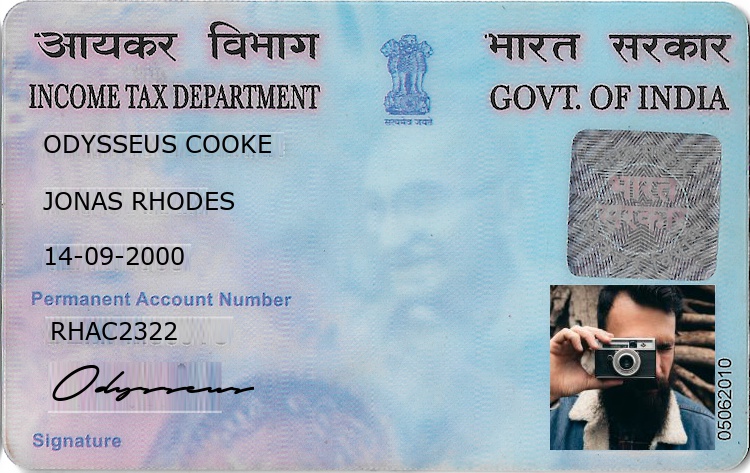 आयकर विभाग
भारत सरकार
INCOME TAX DEPARTMENT
GOVT. OF INDIA
सत्यमेव जयते
ODYSSEUS COOKE
JONAS RHODES
14-09-2000
भारत
सरकार
Permanent Account Number
RHAC2322
Odysseus
Signature
05062010